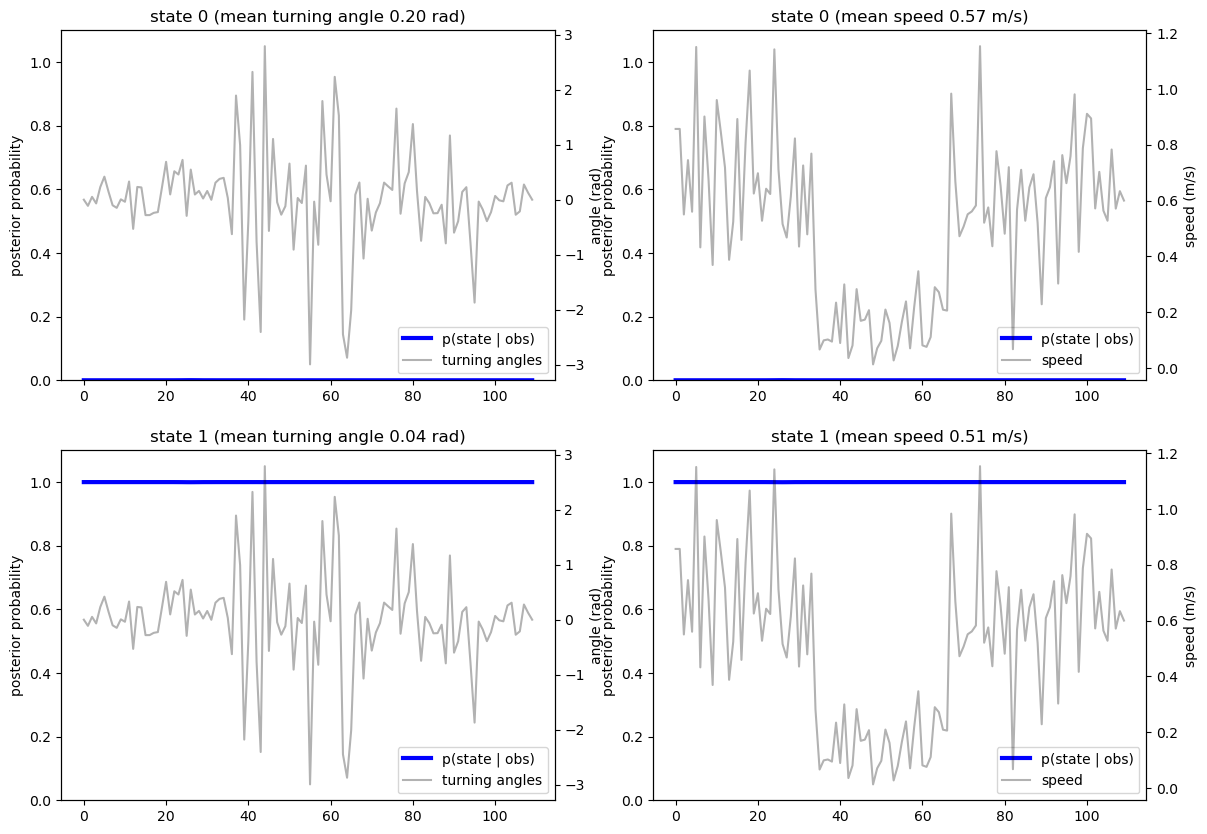 state 0 (mean turning angle 0.20 rad)
posterior probability
1.0
0.8
0.6
0.4
0.2
0.0
0 20 40 60 80 100
3
2
1
0
−1
−2
−3
angle (rad)
p(state | obs)
turning angles
state 0 (mean speed 0.57 m/s)
posterior probability
1.0
0.8
0.6
0.4
0.2
0.0
0 20 40 60 80 100
1.2
1.0
0.8
0.6
0.4
0.2
0.0
speed (m/s)
p(state | obs)
speed
state 1 (mean turning angle 0.04 rad)
posterior probability
1.0
0.8
0.6
0.4
0.2
0.0
0 20 40 60 80 100
3
2
1
0
−1
−2
−3
angle (rad)
p(state | obs)
turning angles
state 1 (mean speed 0.51 m/s)
posterior probability
1.0
0.8
0.6
0.4
0.2
0.0
0 20 40 60 80 100
1.2
1.0
0.8
0.6
0.4
0.2
0.0
speed (m/s)
p(state | obs)
speed